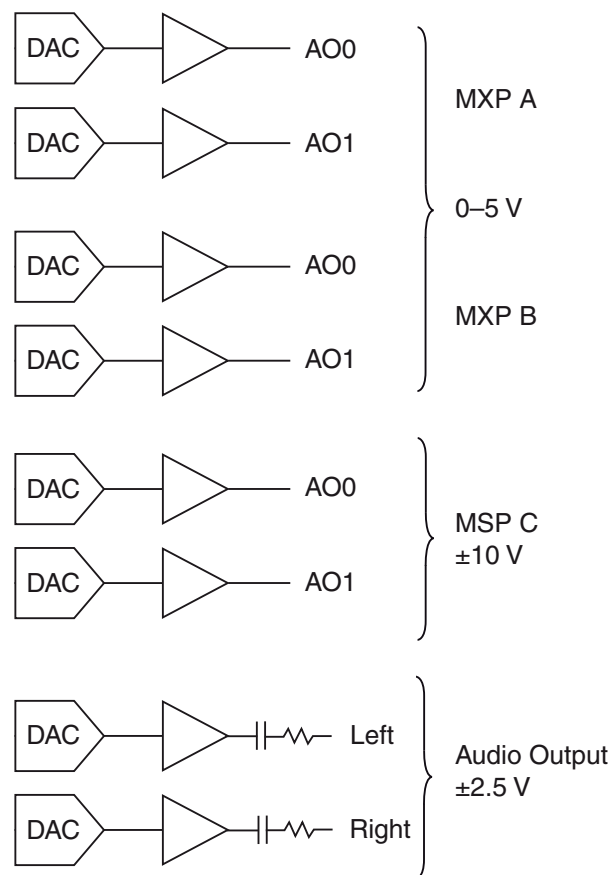 DAC AO0
MXP A
DAC AO1
0–5 V
DAC AO0
MXP B
DAC AO1
DAC AO0
MSP C
±10 V
DAC AO1
DAC Left
Audio Output
±2.5 V
DAC Right